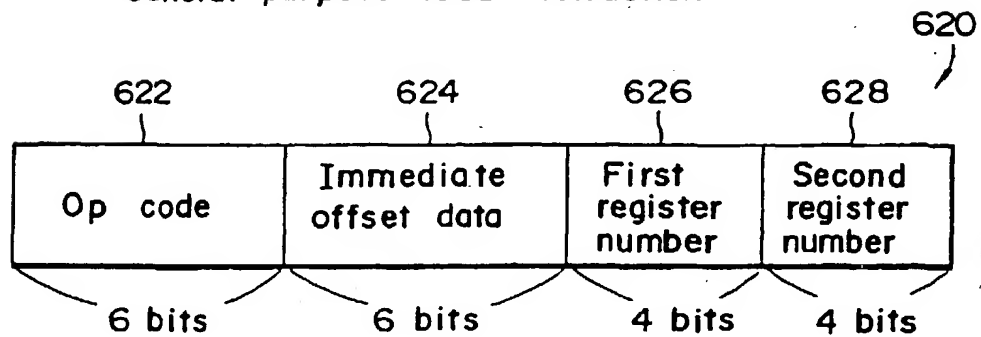 620
622 624 626 628
Op code
Immediate offset data
First register number
Second register number
6 bits 6 bits 4 bits 4 bits